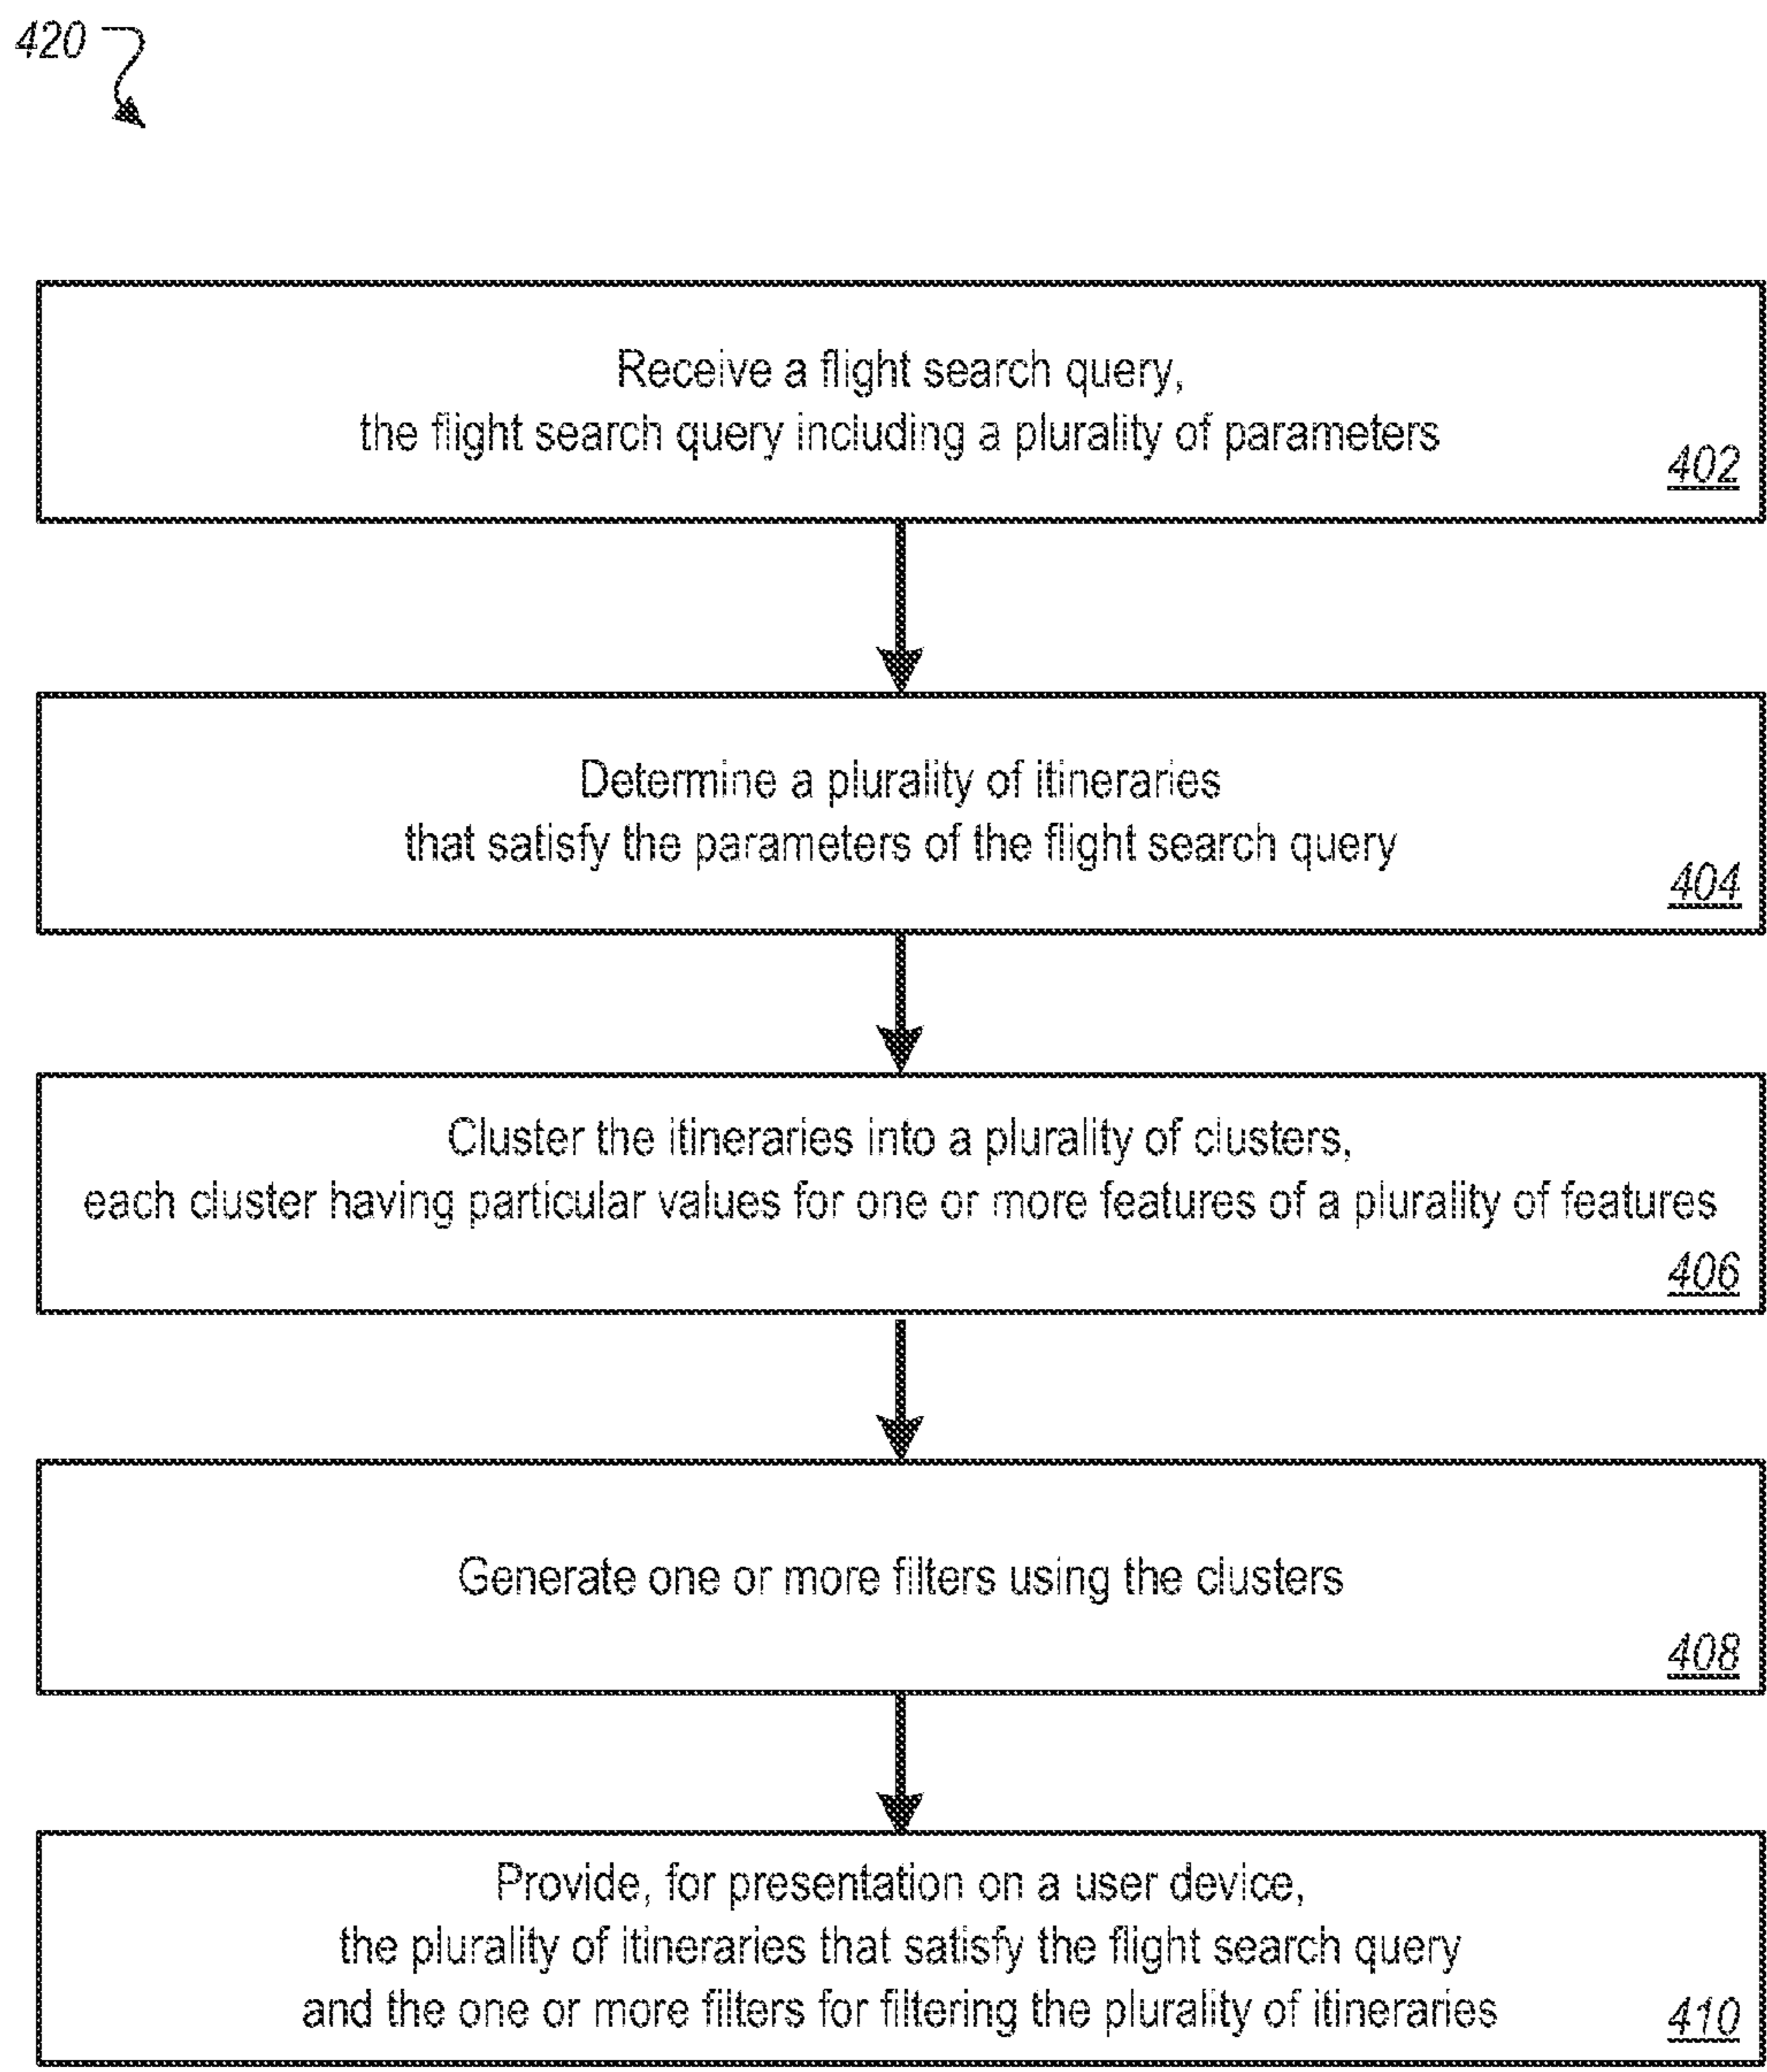 420
Receive a flight search query,
the flight search query including a plurality of parameters
402
Determine a plurality of itineraries
that satisfy the parameters of the flight search query
404
Cluster the itineraries into a plurality of clusters,
each cluster having particular values for one or more features of a plurality of features
406
Generate one or more filters using the clusters
408
Provide, for presentation on a user device,
the plurality of itineraries that satisfy the flight search query
and the one or more filters for filtering the plurality of itineraries
410